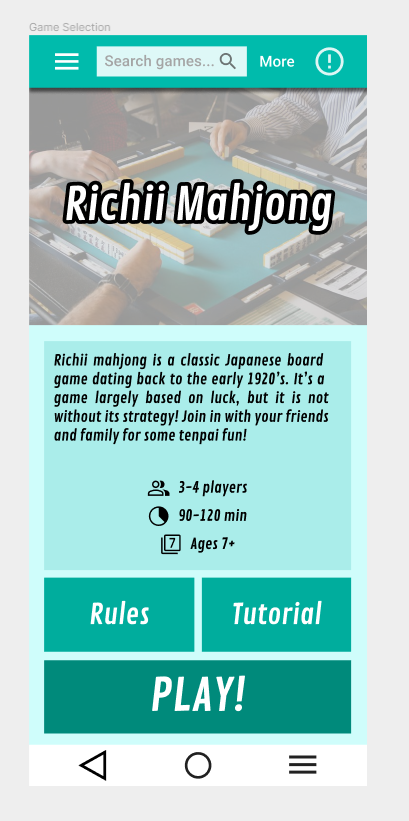 Game Selection
Search games...
More
Richii Mahjong
Richii mahjong is a classic Japanese board
game dating back to the early 1920's. It's a
game largely based on luck, but it is not
without its strategy! Join in with your friends
and family for some tenpai fun!
3-4 players
90-120 min
7
Ages 7+
Rules
Tutorial
PLAY!